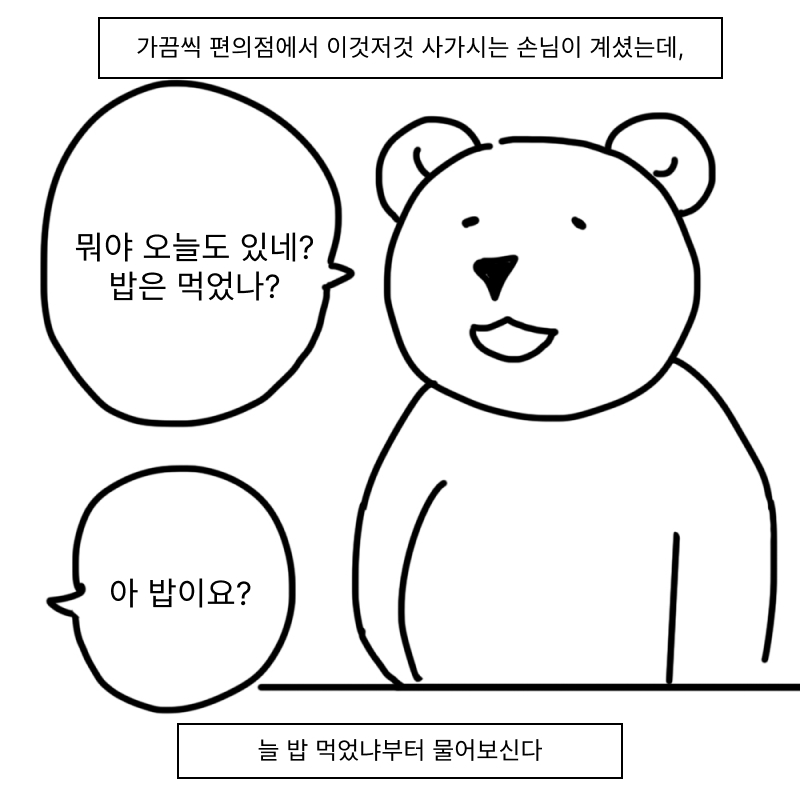 가끔씩 편의점에서 이것저것 사가시는 손님이 계셨는데,
뭐야 오늘도 있네?
밥은 먹었나?
아 밥이요?
늘 밥 먹었냐부터 물어보신다